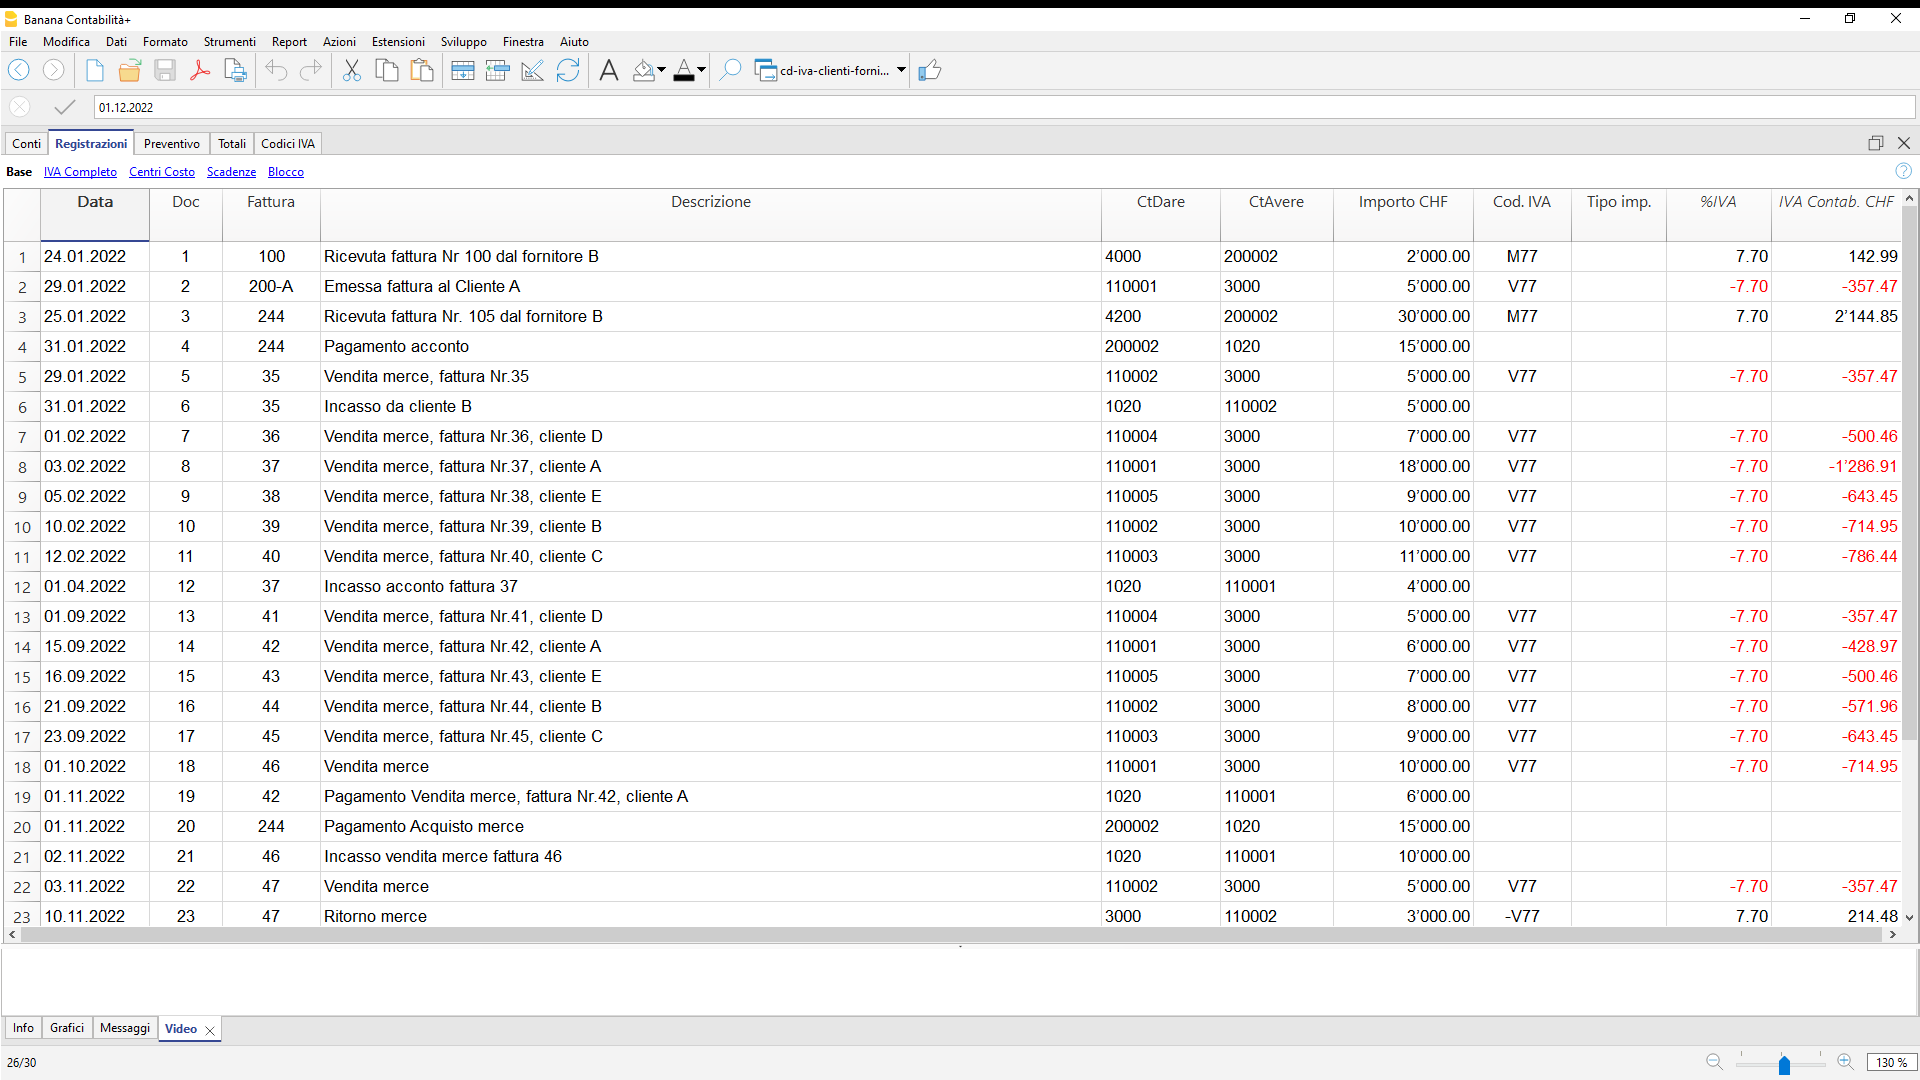 Banana Contabilità+
File Modifica Dati Formato Strumenti Report Azioni Estensioni Sviluppo Finestra Aiuto
cd-iva-clienti-forni...
01.12.2022
Conti Registrazioni Preventivo Totali Codici IVA
Base IVA Completo Centri Costo Scadenze Blocco
Data Doc Fattura Descrizione CtDare CtAvere Importo CHF Cod. IVA Tipo imp. %IVA IVA Contab. CHF
1 24.01.2022 1 100 Ricevuta fattura Nr 100 dal fornitore B 4000 200002 2’000.00 M77 7.70 142.99
2 29.01.2022 2 200-A Emessa fattura al Cliente A 110001 3000 5’000.00 V77 -7.70 -357.47
3 25.01.2022 3 244 Ricevuta fattura Nr. 105 dal fornitore B 4200 200002 30’000.00 M77 7.70 2’144.85
4 31.01.2022 4 244 Pagamento acconto 200002 1020 15’000.00
5 29.01.2022 5 35 Vendita merce, fattura Nr.35 110002 3000 5’000.00 V77 -7.70 -357.47
6 31.01.2022 6 35 Incasso da cliente B 1020 110002 5’000.00
7 01.02.2022 7 36 Vendita merce, fattura Nr.36, cliente D 110004 3000 7’000.00 V77 -7.70 -500.46
8 03.02.2022 8 37 Vendita merce, fattura Nr.37, cliente A 110001 3000 18’000.00 V77 -7.70 -1’286.91
9 05.02.2022 9 38 Vendita merce, fattura Nr.38, cliente E 110005 3000 9’000.00 V77 -7.70 -643.45
10 10.02.2022 10 39 Vendita merce, fattura Nr.39, cliente B 110002 3000 10’000.00 V77 -7.70 -714.95
11 12.02.2022 11 40 Vendita merce, fattura Nr.40, cliente C 110003 3000 11’000.00 V77 -7.70 -786.44
12 01.04.2022 12 37 Incasso acconto fattura 37 1020 110001 4’000.00
13 01.09.2022 13 41 Vendita merce, fattura Nr.41, cliente D 110004 3000 5’000.00 V77 -7.70 -357.47
14 15.09.2022 14 42 Vendita merce, fattura Nr.42, cliente A 110001 3000 6’000.00 V77 -7.70 -428.97
15 16.09.2022 15 43 Vendita merce, fattura Nr.43, cliente E 110005 3000 7’000.00 V77 -7.70 -500.46
16 21.09.2022 16 44 Vendita merce, fattura Nr.44, cliente B 110002 3000 8’000.00 V77 -7.70 -571.96
17 23.09.2022 17 45 Vendita merce, fattura Nr.45, cliente C 110003 3000 9’000.00 V77 -7.70 -643.45
18 01.10.2022 18 46 Vendita merce 110001 3000 10’000.00 V77 -7.70 -714.95
19 01.11.2022 19 42 Pagamento Vendita merce, fattura Nr.42, cliente A 1020 110001 6’000.00
20 01.11.2022 20 244 Pagamento Acquisto merce 200002 1020 15’000.00
21 02.11.2022 21 46 Incasso vendita merce fattura 46 1020 110001 10’000.00
22 03.11.2022 22 47 Vendita merce 110002 3000 5’000.00 V77 -7.70 -357.47
23 10.11.2022 23 47 Ritorno merce 3000 110002 3’000.00 -V77 7.70 214.48
Info Grafici Messaggi Video
26/30 130 %